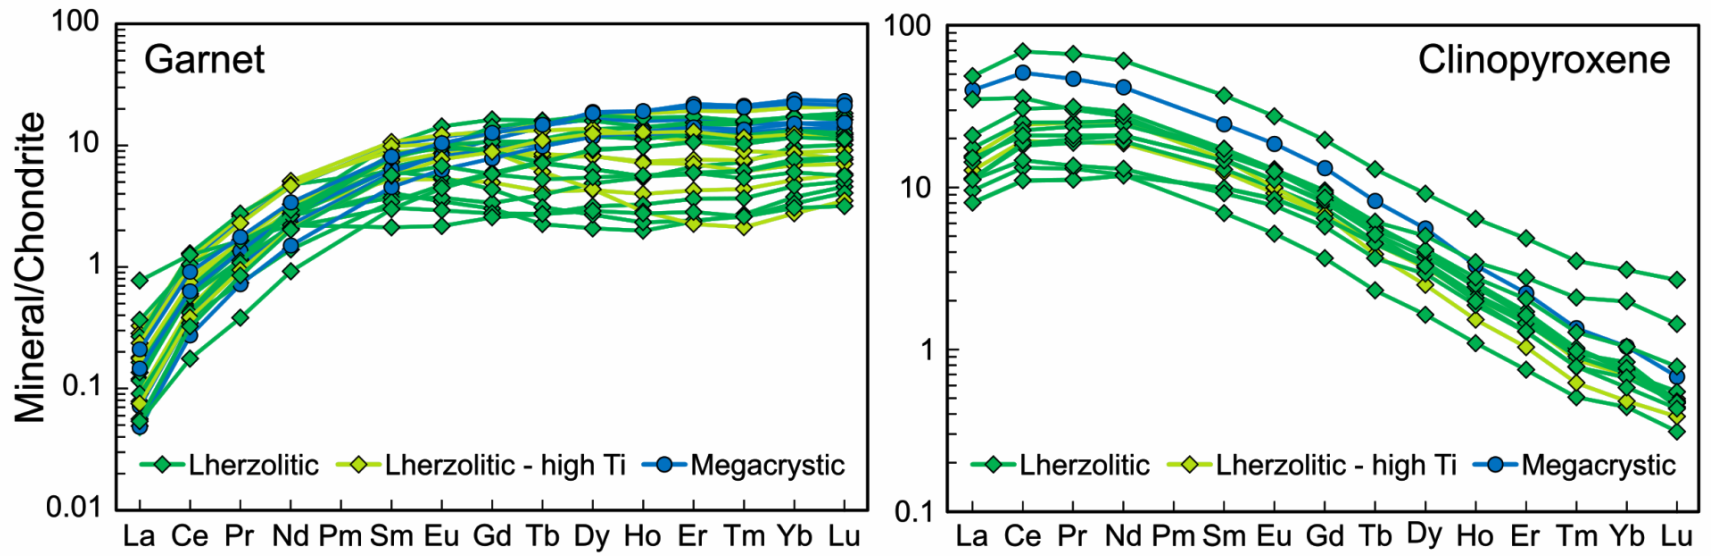 Mineral/Chondrite
100
10
1
0.1
0.01
Garnet
Lherzolitic
Lherzolitic - high Ti
Megacrystic
La Ce Pr Nd Pm Sm Eu Gd Tb Dy Ho Er Tm Yb Lu
100
10
1
0.1
Clinopyroxene
Lherzolitic
Lherzolitic - high Ti
Megacrystic
La Ce Pr Nd Pm Sm Eu Gd Tb Dy Ho Er Tm Yb Lu